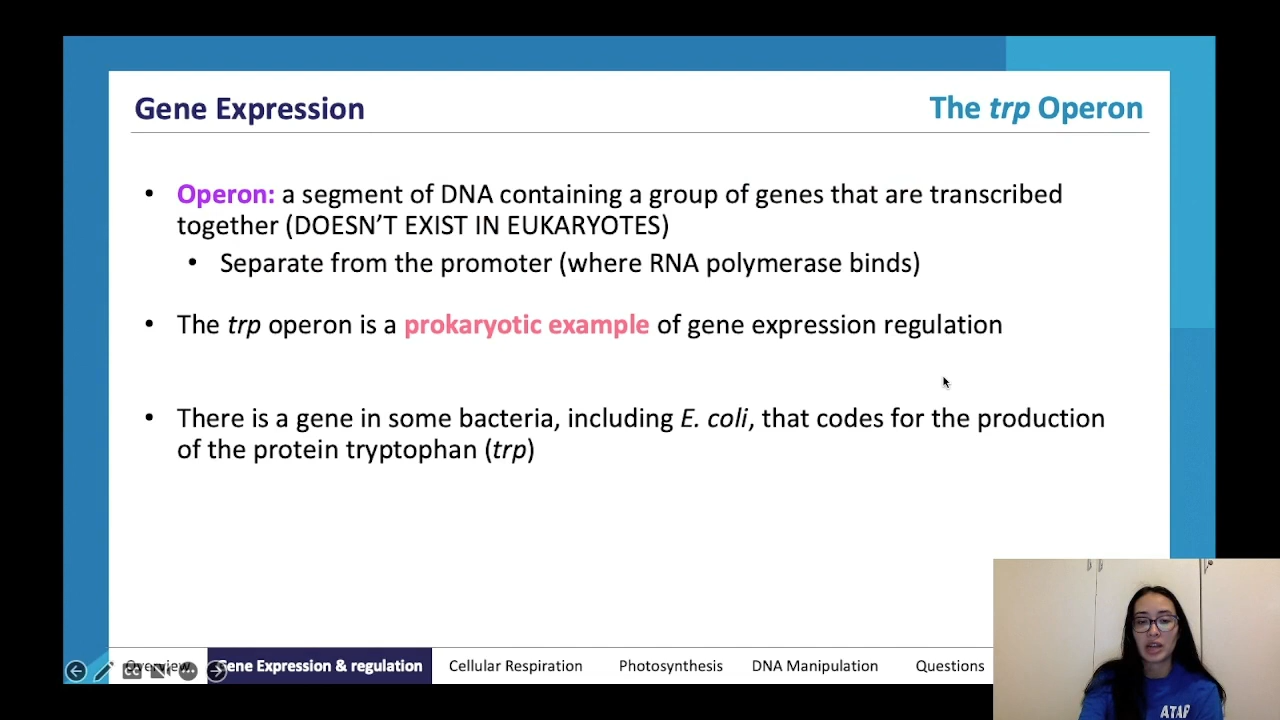 Gene Expression
The trp Operon
• Operon: a segment of DNA containing a group of genes that are transcribed
together (DOESN'T EXIST IN EUKARYOTES)
• Separate from the promoter (where RNA polymerase binds)
• The trp operon is a prokaryotic example of gene expression regulation
• There is a gene in some bacteria, including E. coli, that codes for the production
of the protein tryptophan (trp)
Overview
Gene Expression & regulation
Cellular Respiration
Photosynthesis
DNA Manipulation
Questions
CC
ATAR